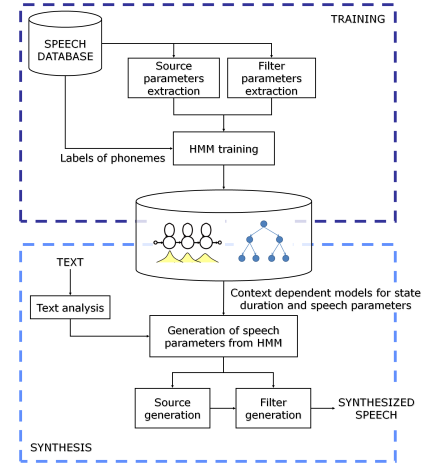 TRAINING
SPEECH
DATABASE
Source
parameters
extraction
Filter
parameters
extraction
Labels of phonemes
HMM training
TEXT
Context dependent models for state
duration and speech parameters
Text analysis
Generation of speech
parameters from HMM
Source
generation
Filter
generation
SYNTHESIZED
SPEECH
SYNTHESIS